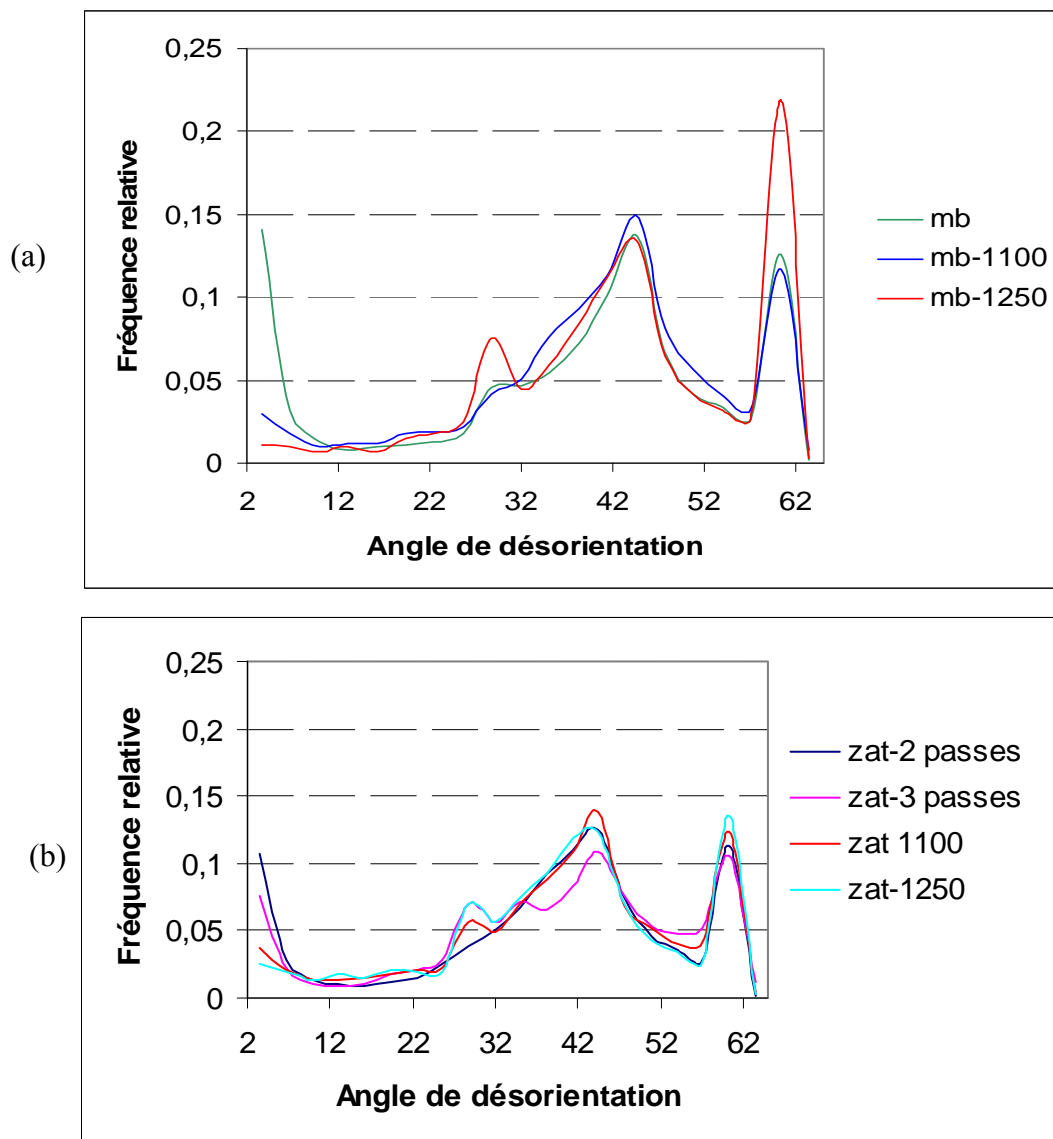 (a)
Fréquence relative
0,25
0,2
0,15
0,1
0,05
0
2 12 22 32 42 52 62
Angle de désorientation
mb
mb-1100
mb-1250
(b)
Fréquence relative
0,25
0,2
0,15
0,1
0,05
0
2 12 22 32 42 52 62
Angle de désorientation
zat-2 passes
zat-3 passes
zat 1100
zat-1250